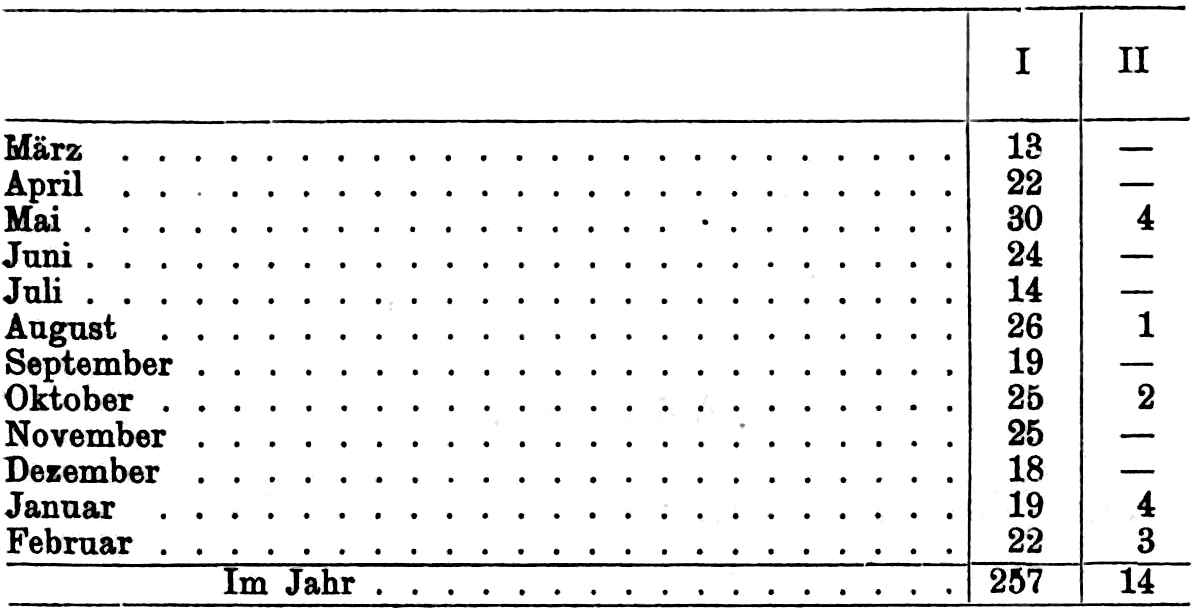 I II
März . . . . . . . . . . . . . . . . . . . . . . . . 13 —
April . . . . . . . . . . . . . . . . . . . . . . . . 22 —
Mai . . . . . . . . . . . . . . . . . . . . . . . . . 30 4
Juni . . . . . . . . . . . . . . . . . . . . . . . . . 24 —
Juli . . . . . . . . . . . . . . . . . . . . . . . . . 14 —
August . . . . . . . . . . . . . . . . . . . . . . . 26 1
September . . . . . . . . . . . . . . . . . . . . . . 19 —
Oktober . . . . . . . . . . . . . . . . . . . . . . . 25 2
November . . . . . . . . . . . . . . . . . . . . . . 25 —
Dezember . . . . . . . . . . . . . . . . . . . . . . 18 —
Januar . . . . . . . . . . . . . . . . . . . . . . . 19 4
Februar . . . . . . . . . . . . . . . . . . . . . . . 22 3
Im Jahr . . . . . . . . . . . . . . . . . 257 14